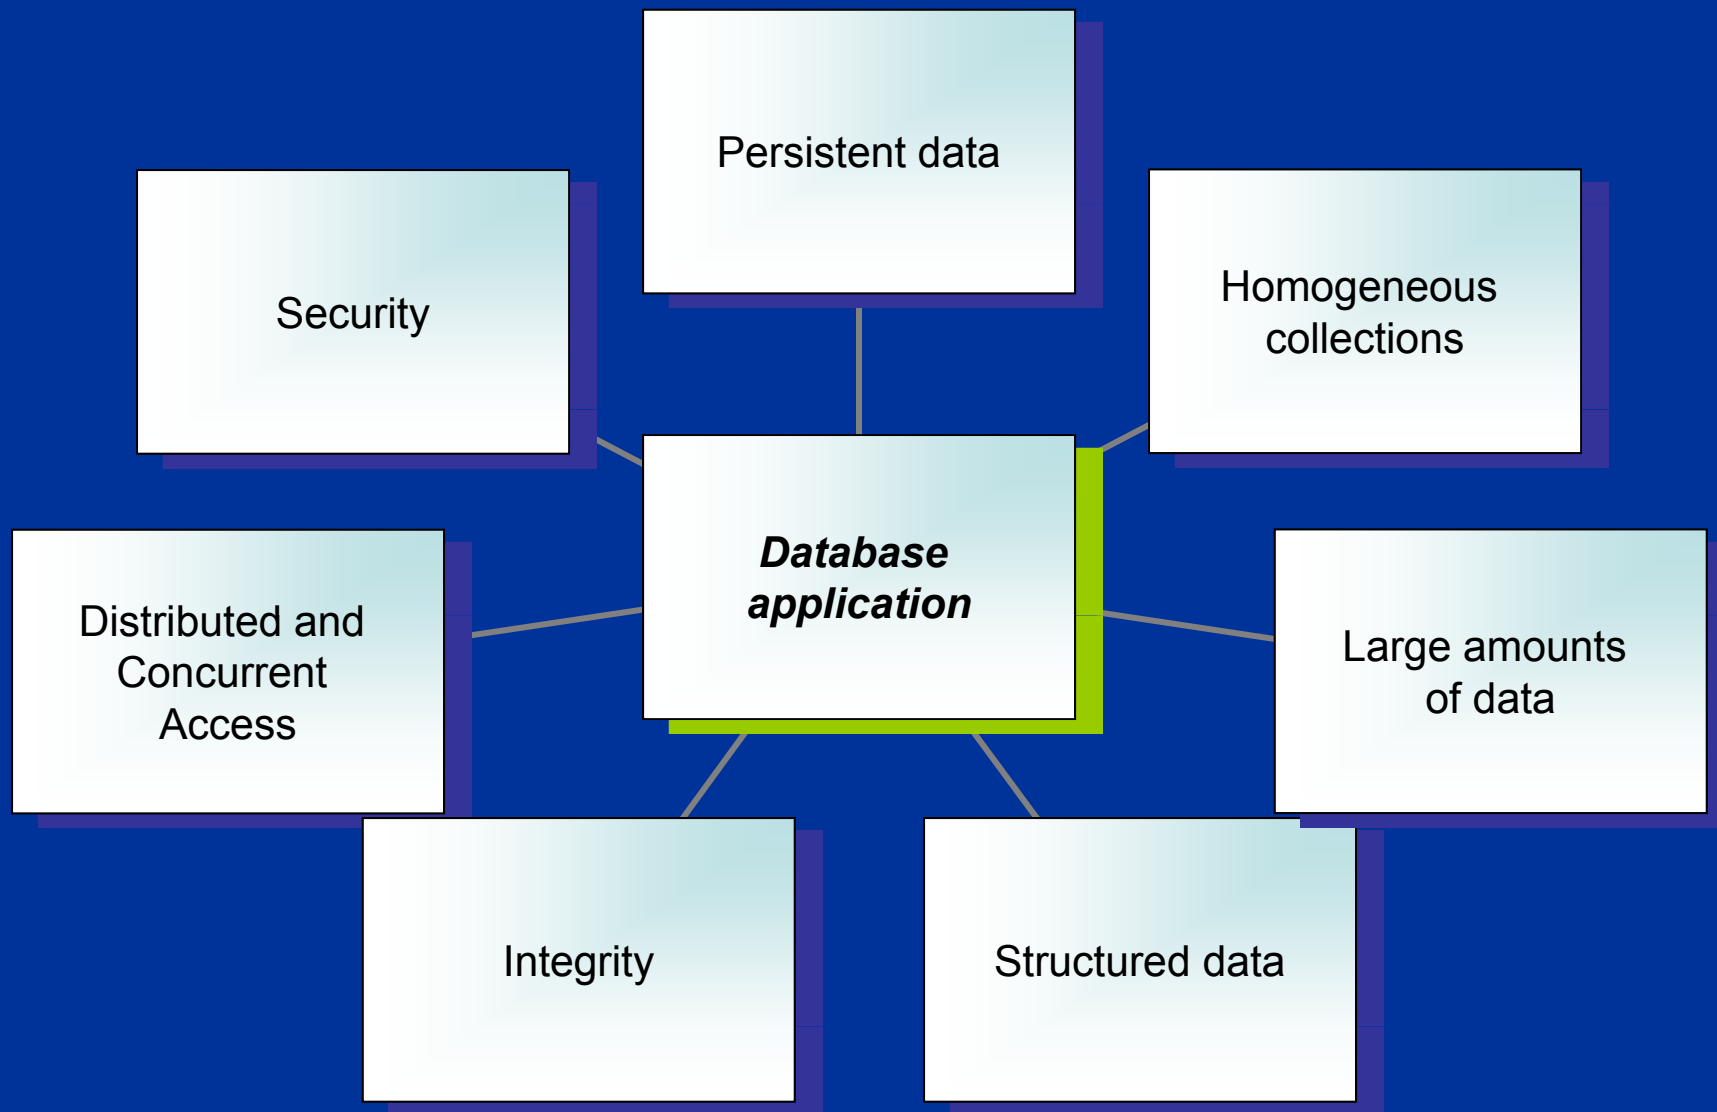 Persistent data
Security
Homogeneous
collections
Database
application
Distributed and
Concurrent
Access
Large amounts
of data
Integrity
Structured data